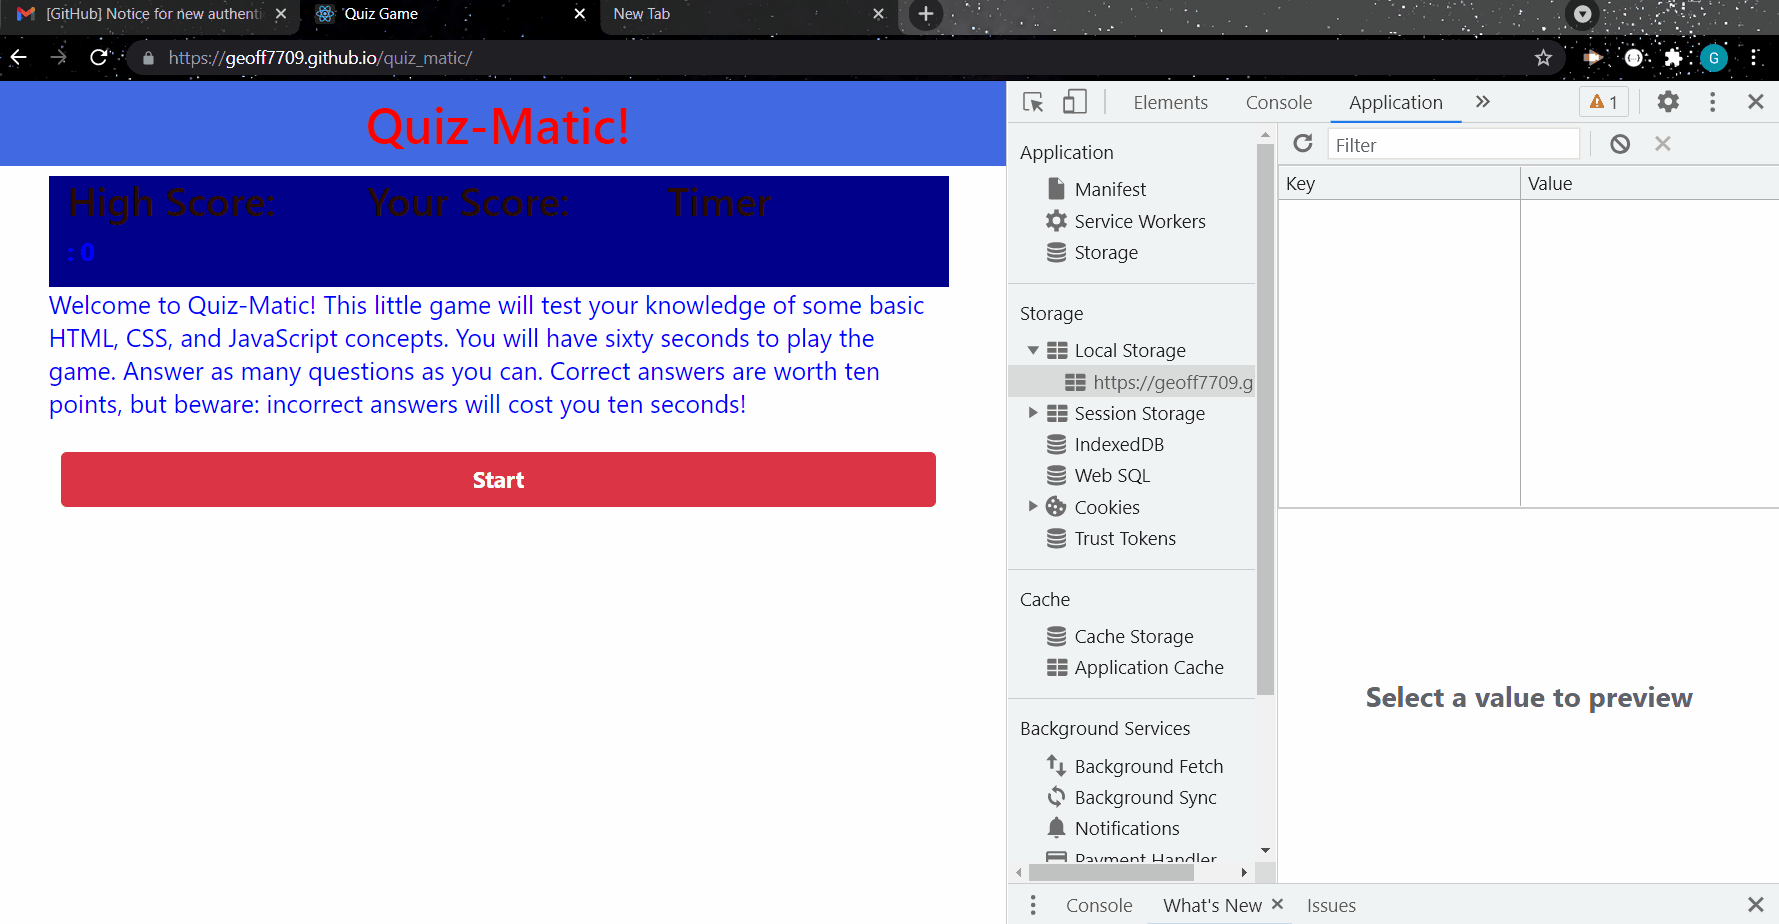 [GitHub] Notice for new authenti
Quiz Game
New Tab
https://geoff7709.github.io/quiz_matic/
G
Quiz-Matic!
High Score: Your Score: Timer
: 0
Welcome to Quiz-Matic! This little game will test your knowledge of some basic
HTML, CSS, and JavaScript concepts. You will have sixty seconds to play the
game. Answer as many questions as you can. Correct answers are worth ten
points, but beware: incorrect answers will cost you ten seconds!
Start
Elements Console Application 1
Application
Manifest
Service Workers
Storage
Storage
Local Storage
https://geoff7709.g
Session Storage
IndexedDB
Web SQL
Cookies
Trust Tokens
Cache
Cache Storage
Application Cache
Background Services
Background Fetch
Background Sync
Notifications
Payment Handler
Filter
Key Value
Select a value to preview
Console What's New Issues